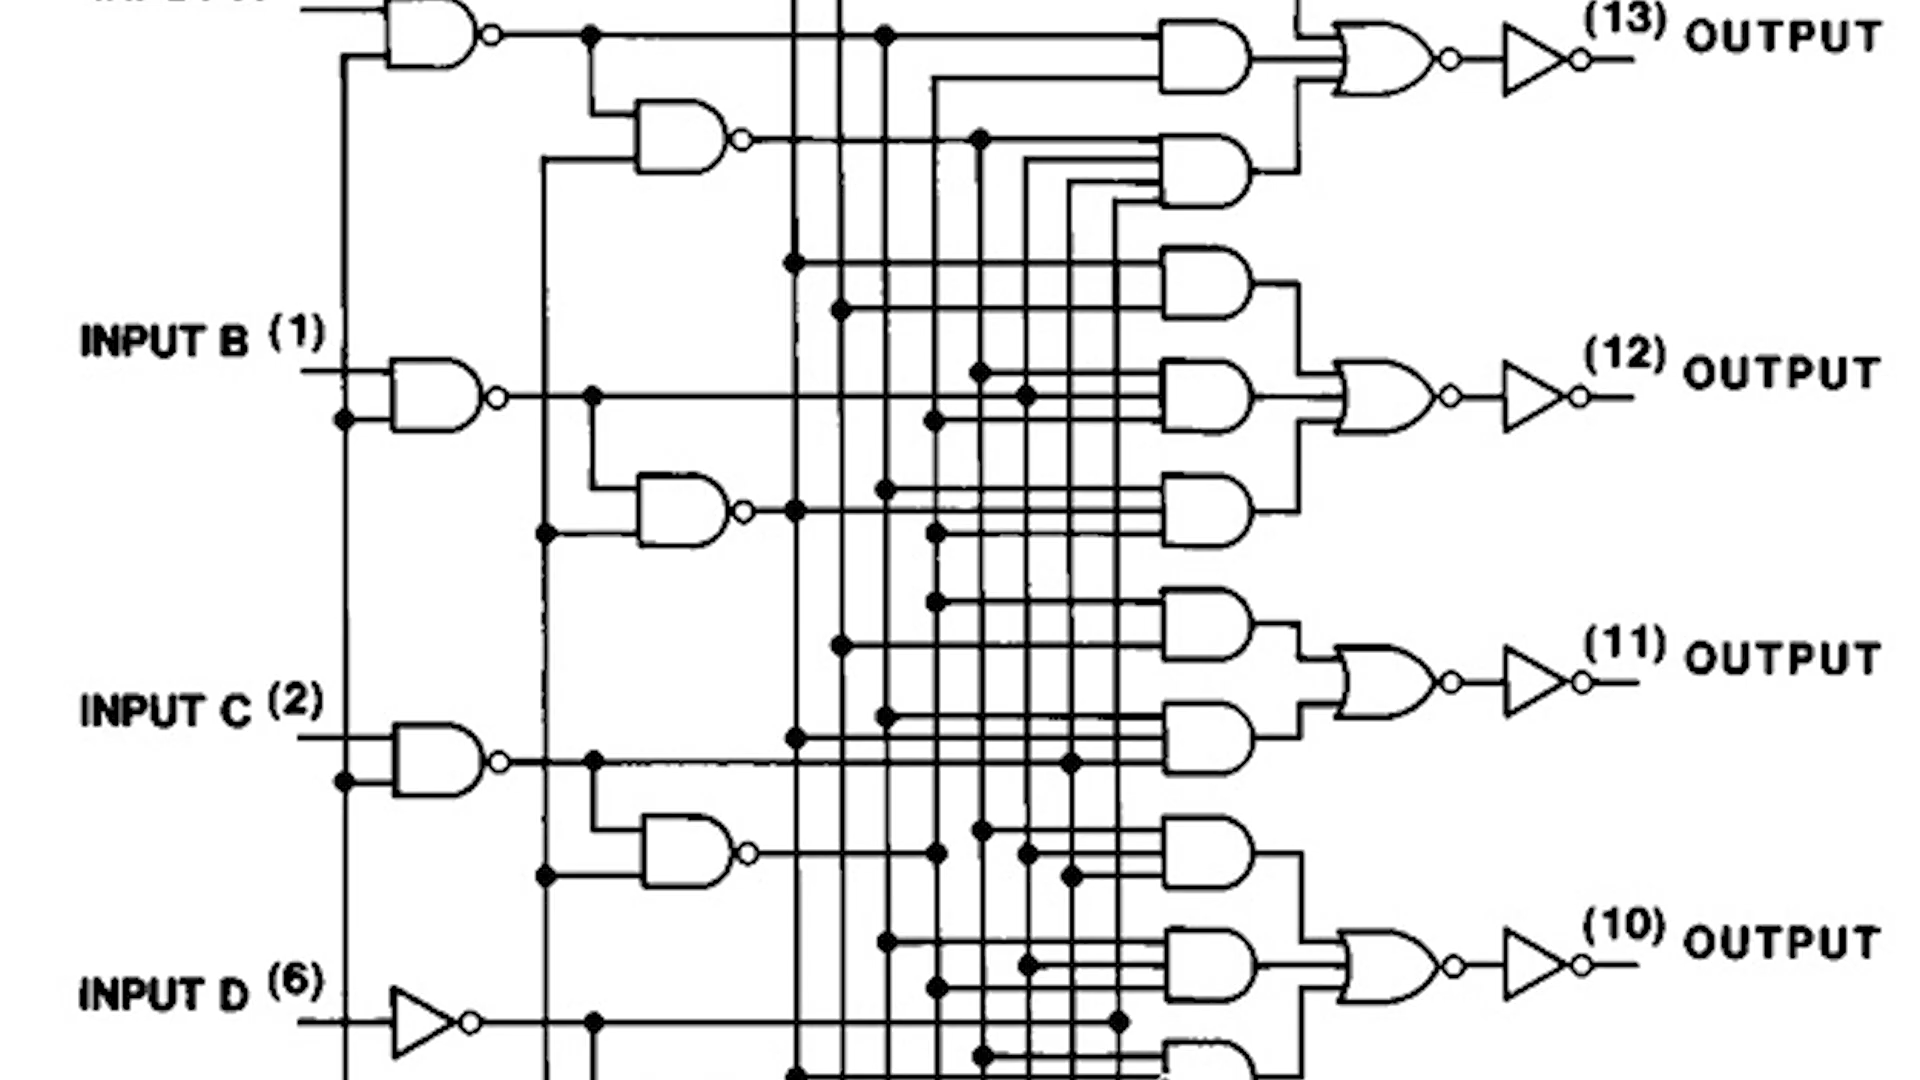 (13) OUTPUT
INPUT B (1)
(12) OUTPUT
(11) OUTPUT
INPUT C (2)
(10) OUTPUT
INPUT D (6)